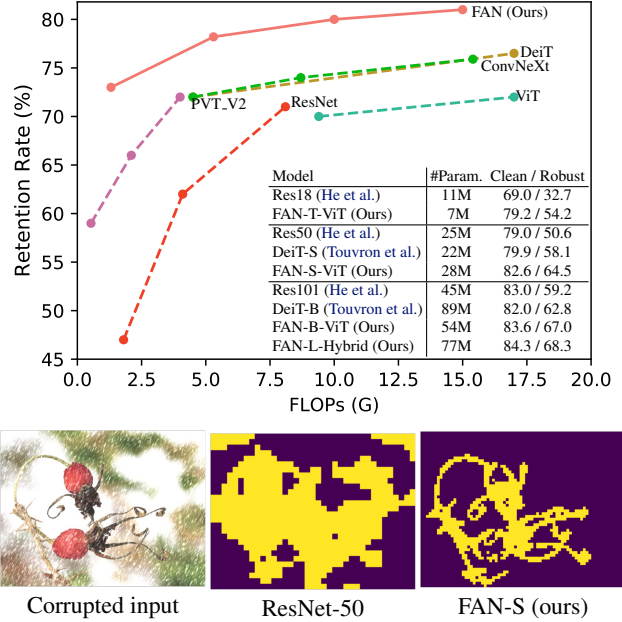 80
75
70
65
60
55
50
45
Retention Rate (%)
FAN (Ours)
DeiT
ConvNeXt
PVT_V2
ResNet
ViT
Model #Param. Clean / Robust
Res18 (He et al.) 11M 69.0 / 32.7
FAN-T-ViT (Ours) 7M 79.2 / 54.2
Res50 (He et al.) 25M 79.0 / 50.6
DeiT-S (Touvron et al.) 22M 79.9 / 58.1
FAN-S-ViT (Ours) 28M 82.6 / 64.5
Res101 (He et al.) 45M 83.0 / 59.2
DeiT-B (Touvron et al.) 89M 82.0 / 62.8
FAN-B-ViT (Ours) 54M 83.6 / 67.0
FAN-L-Hybrid (Ours) 77M 84.3 / 68.3
0.0 2.5 5.0 7.5 10.0 12.5 15.0 17.5 20.0
FLOPs (G)
Corrupted input ResNet-50 FAN-S (ours)